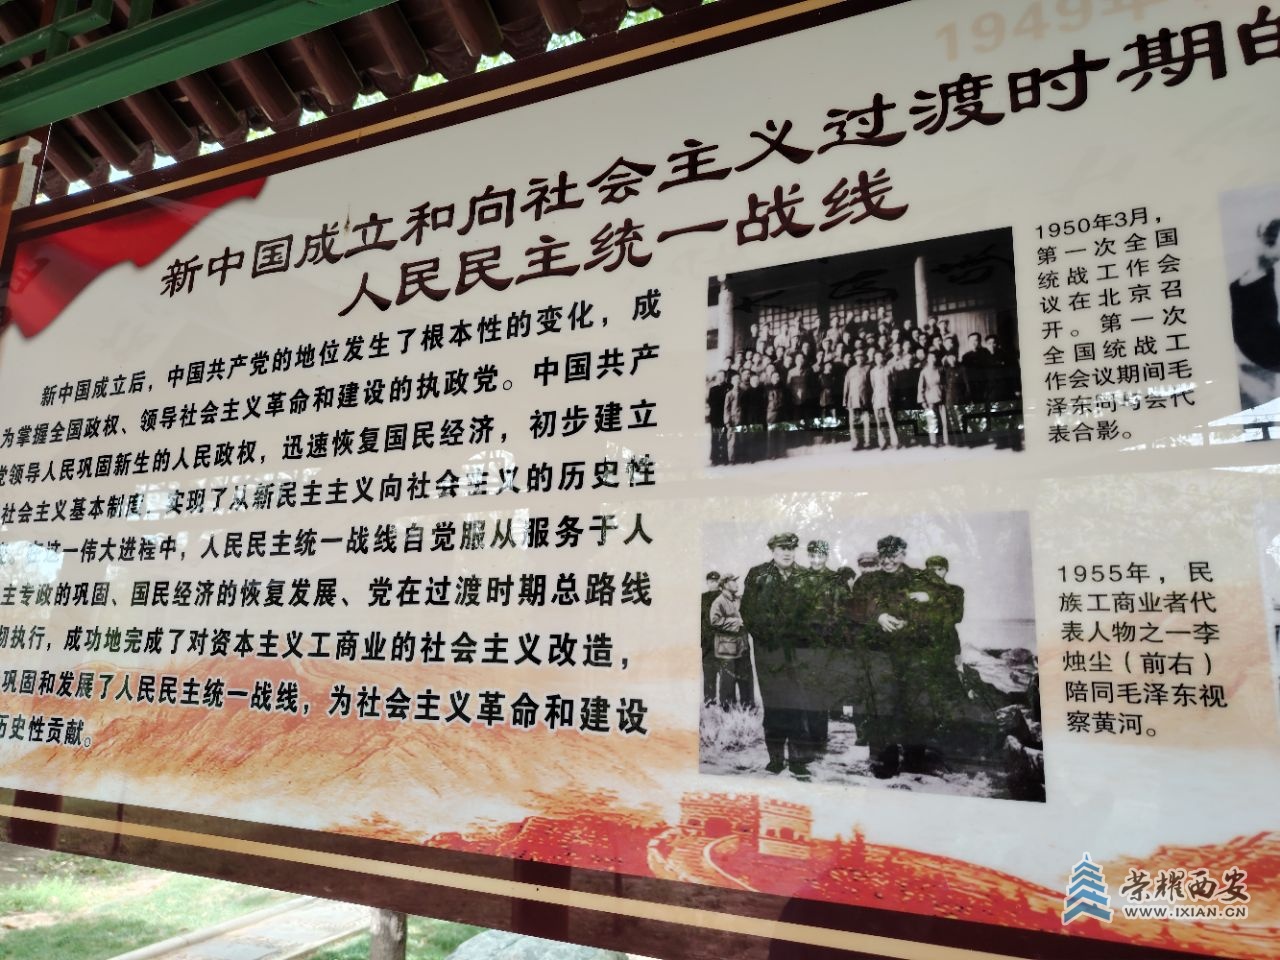 1949年
新中国成立和向社会主义过渡时期的
人民民主统一战线
新中国成立后，中国共产党的地位发生了根本性的变化，成
为掌握全国政权、领导社会主义革命和建设的执政党。中国共产
党领导人民巩固新生的人民政权，迅速恢复国民经济，初步建立
社会主义基本制度，实现了从新民主主义向社会主义的历史性
这一伟大进程中，人民民主统一战线自觉服从服务于人
主专政的巩固、国民经济的恢复发展、党在过渡时期总路线
彻执行，成功地完成了对资本主义工商业的社会主义改造，
巩固和发展了人民民主统一战线，为社会主义革命和建设
历史性贡献。
1950年3月，
第一次全国
统战工作会
议在北京召
开。第一次
全国统战工
作会议期间毛
泽东同与会代
表合影。
1955年，民
族工商业者代
表人物之一李
烛尘（前右）
陪同毛泽东视
察黄河。
荣耀西安
WWW.IXIAN.CN